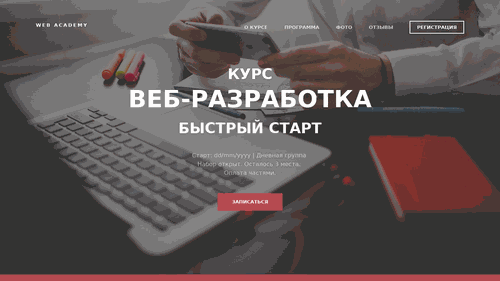 WEB ACADEMY
О КУРСЕ
ПРОГРАММА
ФОТО
ОТЗЫВЫ
РЕГИСТРАЦИЯ
КУРС
ВЕБ-РАЗРАБОТКА
БЫСТРЫЙ СТАРТ
Старт: dd/mm/yyyy | Дневная группа
Набор открыт. Осталось 3 места.
Оплата частями.
ЗАПИСАТЬСЯ